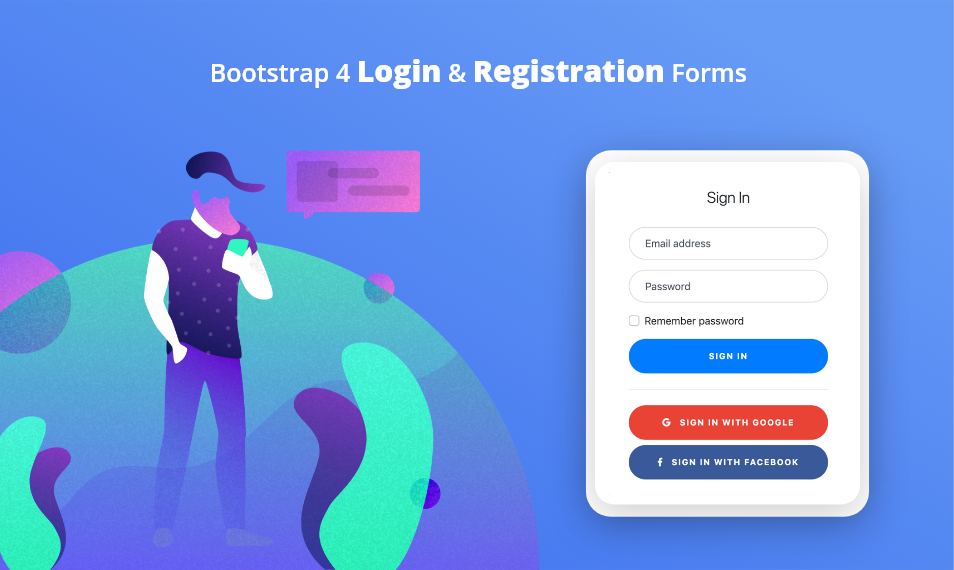 Bootstrap 4 Login & Registration Forms
Sign In
Email address
Password
Remember password
SIGN IN
SIGN IN WITH GOOGLE
SIGN IN WITH FACEBOOK